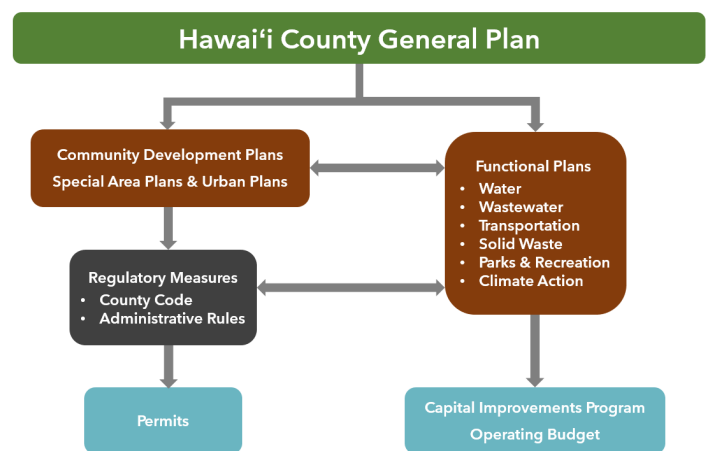 Hawaiʻi County General Plan
Community Development Plans
Special Area Plans & Urban Plans
Functional Plans
• Water
• Wastewater
• Transportation
• Solid Waste
• Parks & Recreation
• Climate Action
Regulatory Measures
• County Code
• Administrative Rules
Permits
Capital Improvements Program
Operating Budget